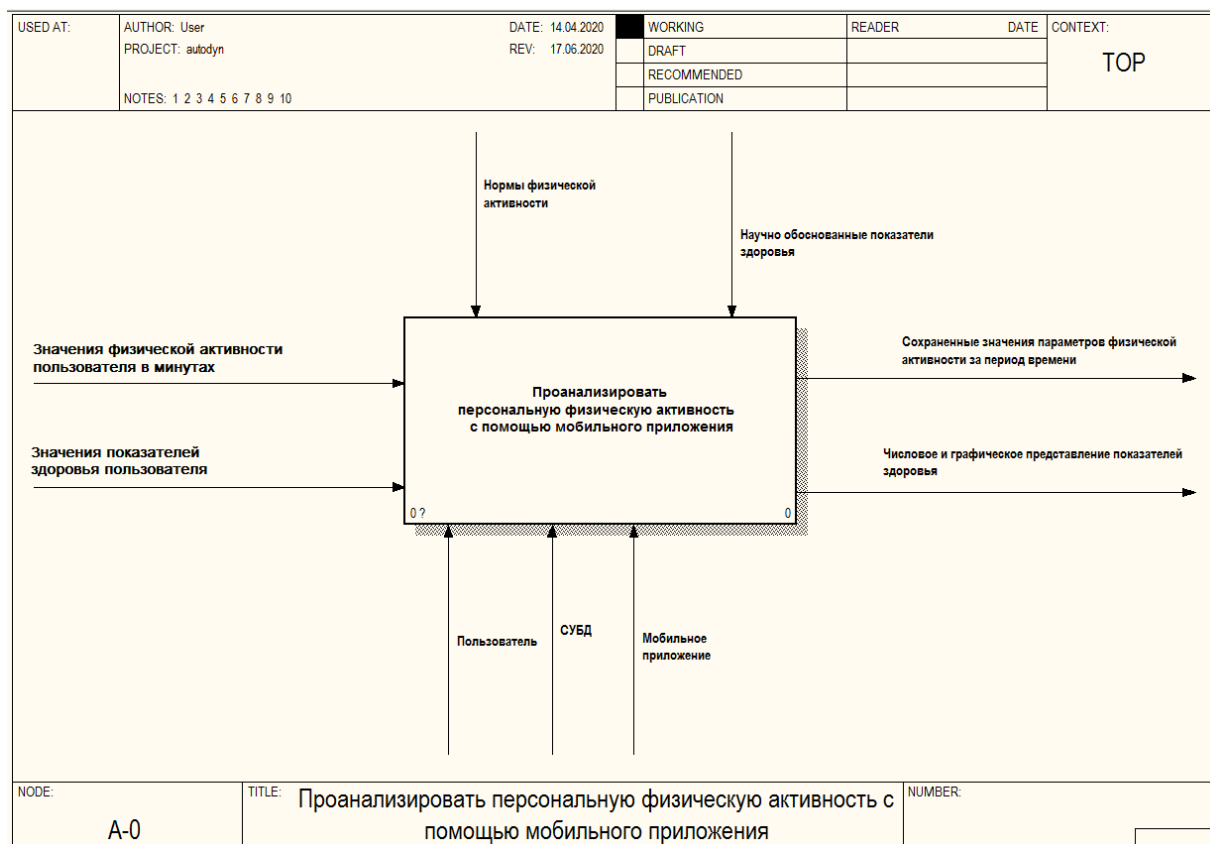 USED AT:
AUTHOR: User
DATE: 14.04.2020
PROJECT: autodyn
REV: 17.06.2020
NOTES: 1 2 3 4 5 6 7 8 9 10
WORKING
DRAFT
RECOMMENDED
PUBLICATION
READER
DATE
CONTEXT:
TOP
Нормы физической
активности
Научно обоснованные показатели
здоровья
Значения физической активности
пользователя в минутах
Значения показателей
здоровья пользователя
Проанализировать
персональную физическую активность
с помощью мобильного приложения
0 ?
0
Сохраненные значения параметров физической
активности за период времени
Числовое и графическое представление показателей
здоровья
Пользователь
СУБД
Мобильное
приложение
NODE:
A-0
TITLE:
Проанализировать персональную физическую активность с
помощью мобильного приложения
NUMBER: